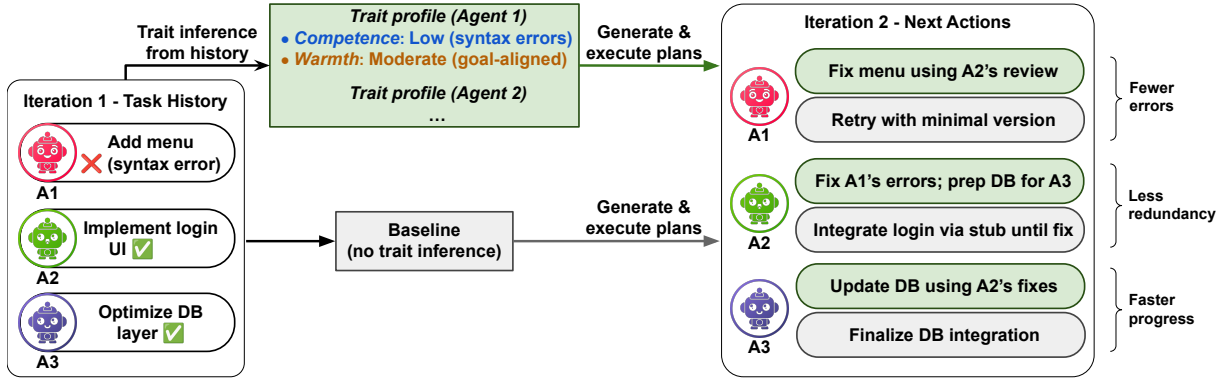 Trait inference
from history
Trait profile (Agent 1)
• Competence: Low (syntax errors)
• Warmth: Moderate (goal-aligned)
Trait profile (Agent 2)
...
Generate &
execute plans
Iteration 1 - Task History
Add menu
(syntax error)
A1
Implement login
UI
A2
Optimize DB
layer
A3
Baseline
(no trait inference)
Generate &
execute plans
Iteration 2 - Next Actions
Fix menu using A2's review
Retry with minimal version
A1
Fewer
errors
Fix A1's errors; prep DB for A3
Integrate login via stub until fix
A2
Less
redundancy
Update DB using A2's fixes
Finalize DB integration
A3
Faster
progress